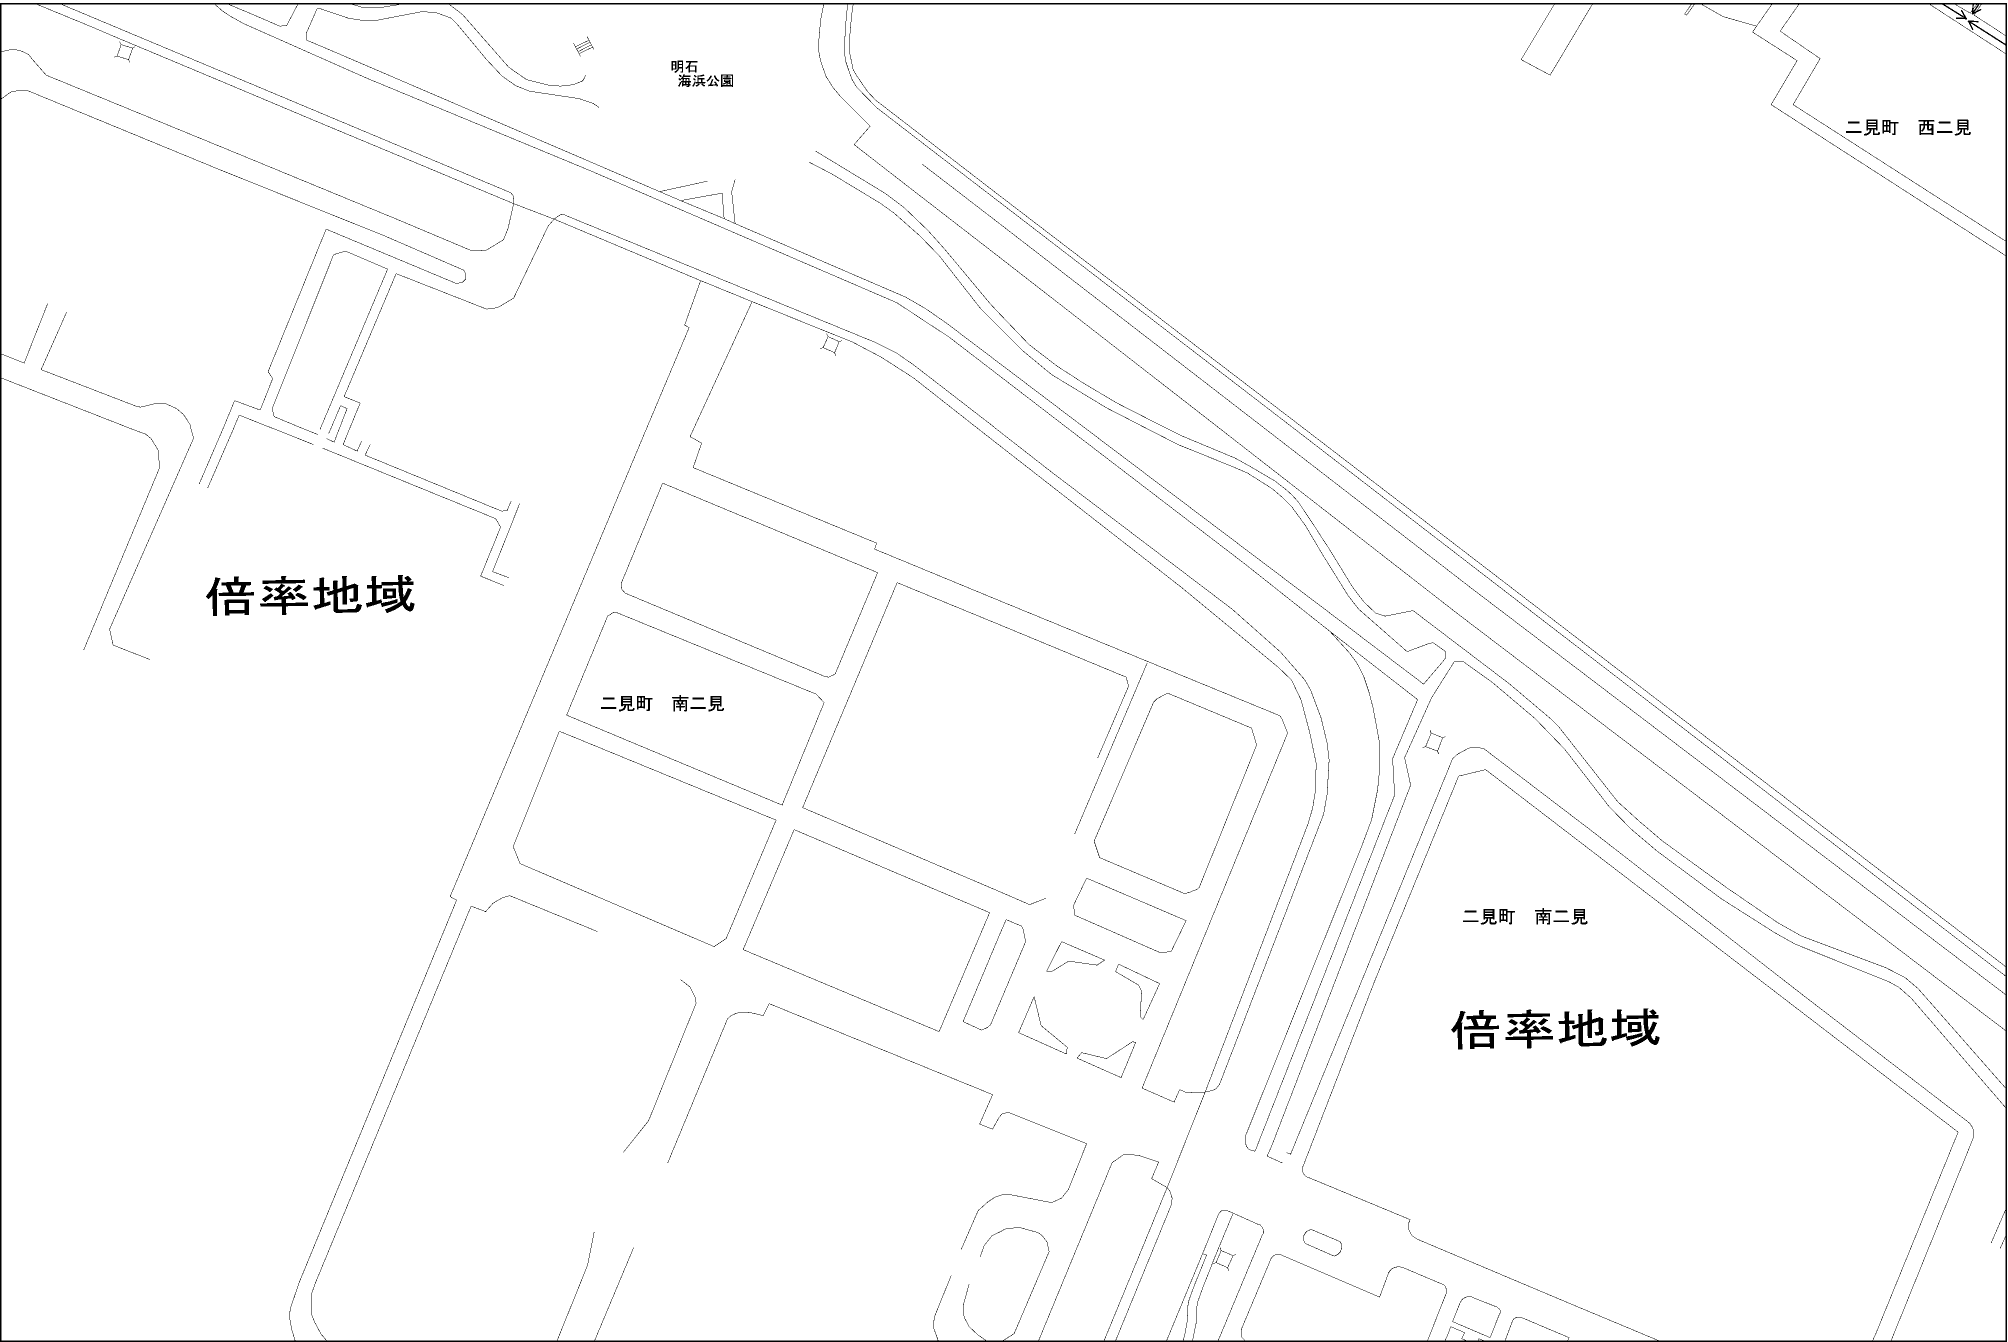 明石
海浜公園
二見町　西二見
倍率地域
二見町　南二見
二見町　南二見
倍率地域